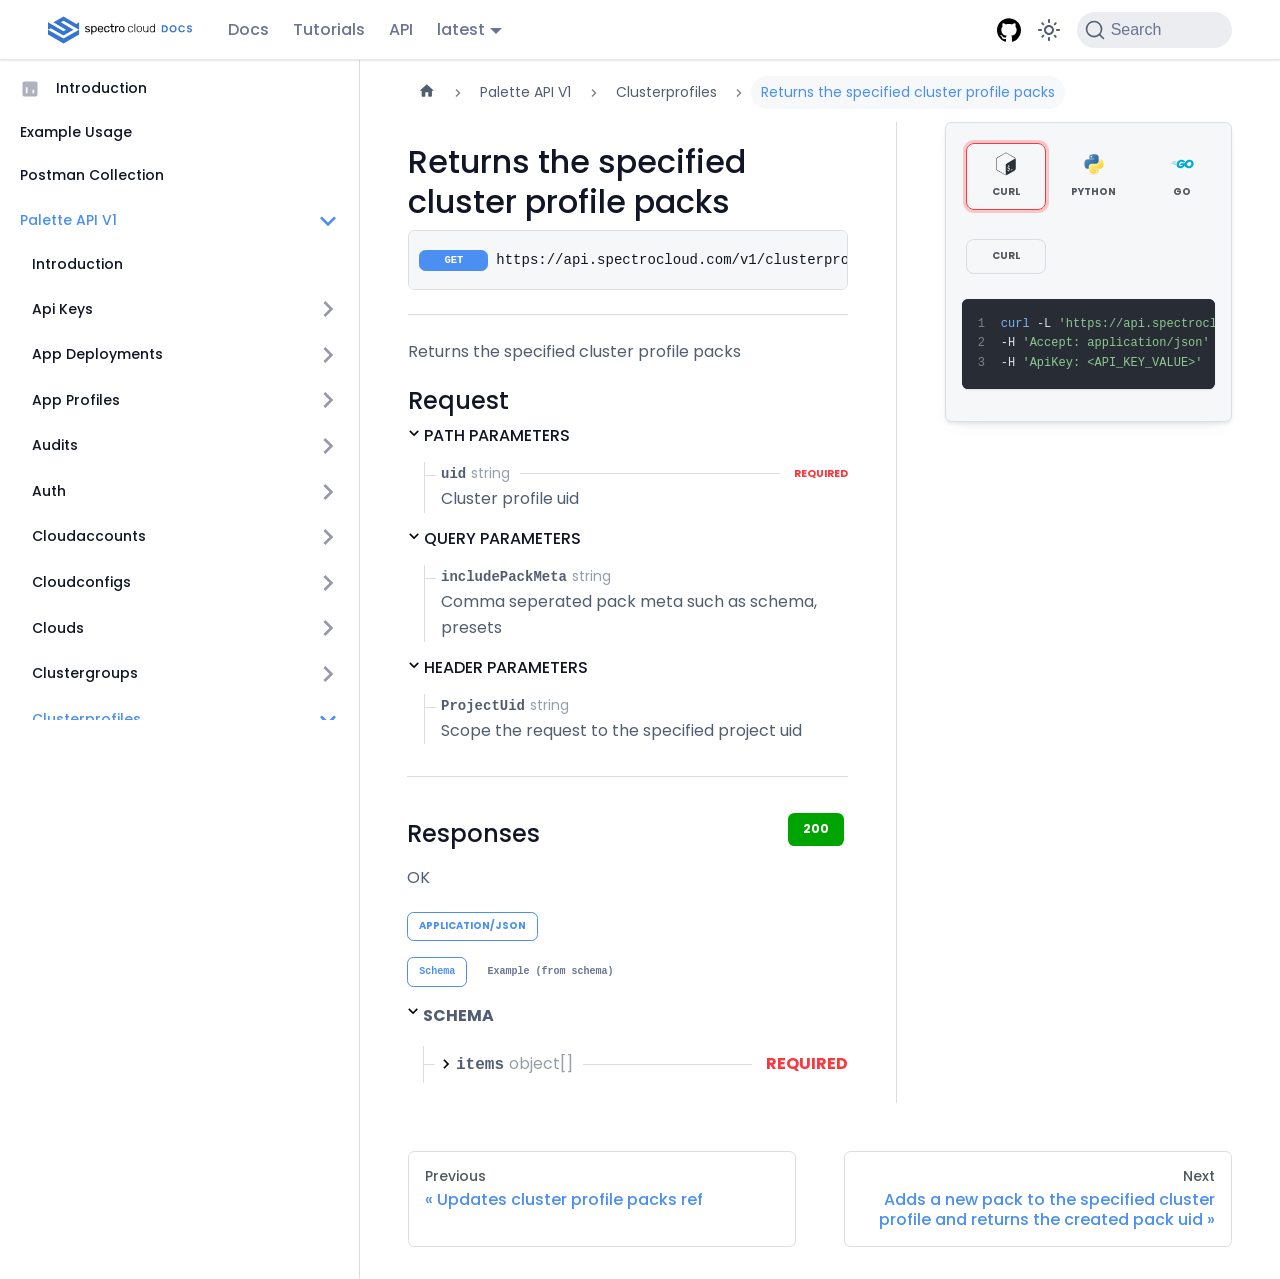 spectro cloud DOCS
Docs
Tutorials
API
latest
Search
Introduction
Example Usage
Postman Collection
Palette API V1
Introduction
Api Keys
App Deployments
App Profiles
Audits
Auth
Cloudaccounts
Cloudconfigs
Clouds
Clustergroups
Clusterprofiles
Palette API V1
Clusterprofiles
Returns the specified cluster profile packs
Returns the specified
cluster profile packs
GET https://api.spectrocloud.com/v1/clusterpro
Returns the specified cluster profile packs
Request
PATH PARAMETERS
uid string REQUIRED
Cluster profile uid
QUERY PARAMETERS
includePackMeta string
Comma seperated pack meta such as schema,
presets
HEADER PARAMETERS
ProjectUid string
Scope the request to the specified project uid
Responses
200
OK
APPLICATION/JSON
Schema
Example (from schema)
SCHEMA
items object[] REQUIRED
CURL
PYTHON
GO
CURL
1 curl -L 'https://api.spectrocl
2 -H 'Accept: application/json'
3 -H 'ApiKey: <API_KEY_VALUE>'
Previous
« Updates cluster profile packs ref
Next
Adds a new pack to the specified cluster
profile and returns the created pack uid »